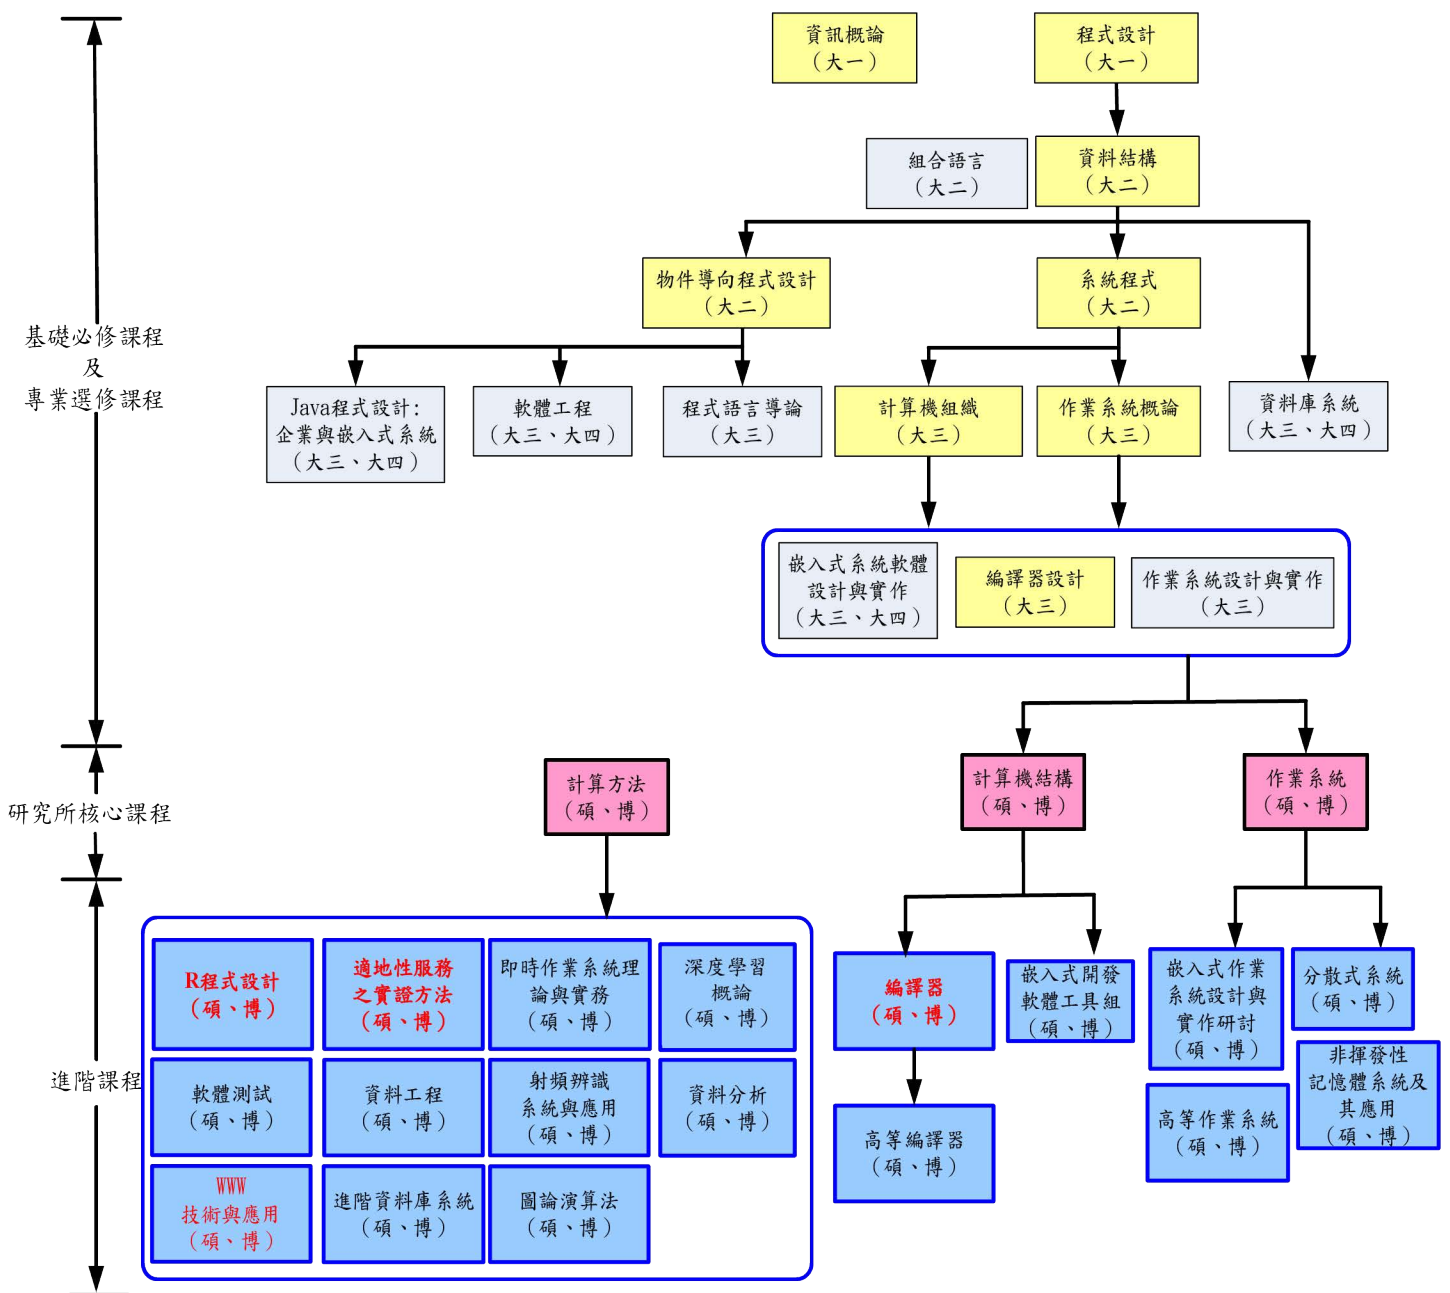 資訊概論
(大一)
程式設計
(大一)
組合語言
(大二)
資料結構
(大二)
物件導向程式設計
(大二)
系統程式
(大二)
基礎必修課程
及
專業選修課程
Java程式設計:
企業與嵌入式系統
(大三、大四)
軟體工程
(大三、大四)
程式語言導論
(大三)
計算機組織
(大三)
作業系統概論
(大三)
資料庫系統
(大三、大四)
嵌入式系統軟體
設計與實作
(大三、大四)
編譯器設計
(大三)
作業系統設計與實作
(大三)
研究所核心課程
計算方法
(碩、博)
計算機結構
(碩、博)
作業系統
(碩、博)
進階課程
R程式設計
(碩、博)
適地性服務
之實證方法
(碩、博)
即時作業系統理
論與實務
(碩、博)
深度學習
概論
(碩、博)
軟體測試
(碩、博)
資料工程
(碩、博)
射頻辨識
系統與應用
(碩、博)
資料分析
(碩、博)
WWW
技術與應用
(碩、博)
進階資料庫系統
(碩、博)
圖論演算法
(碩、博)
編譯器
(碩、博)
嵌入式開發
軟體工具組
(碩、博)
高等編譯器
(碩、博)
嵌入式作業
系統設計與
實作研討
(碩、博)
分散式系統
(碩、博)
高等作業系統
(碩、博)
非揮發性
記憶體系統及
其應用
(碩、博)